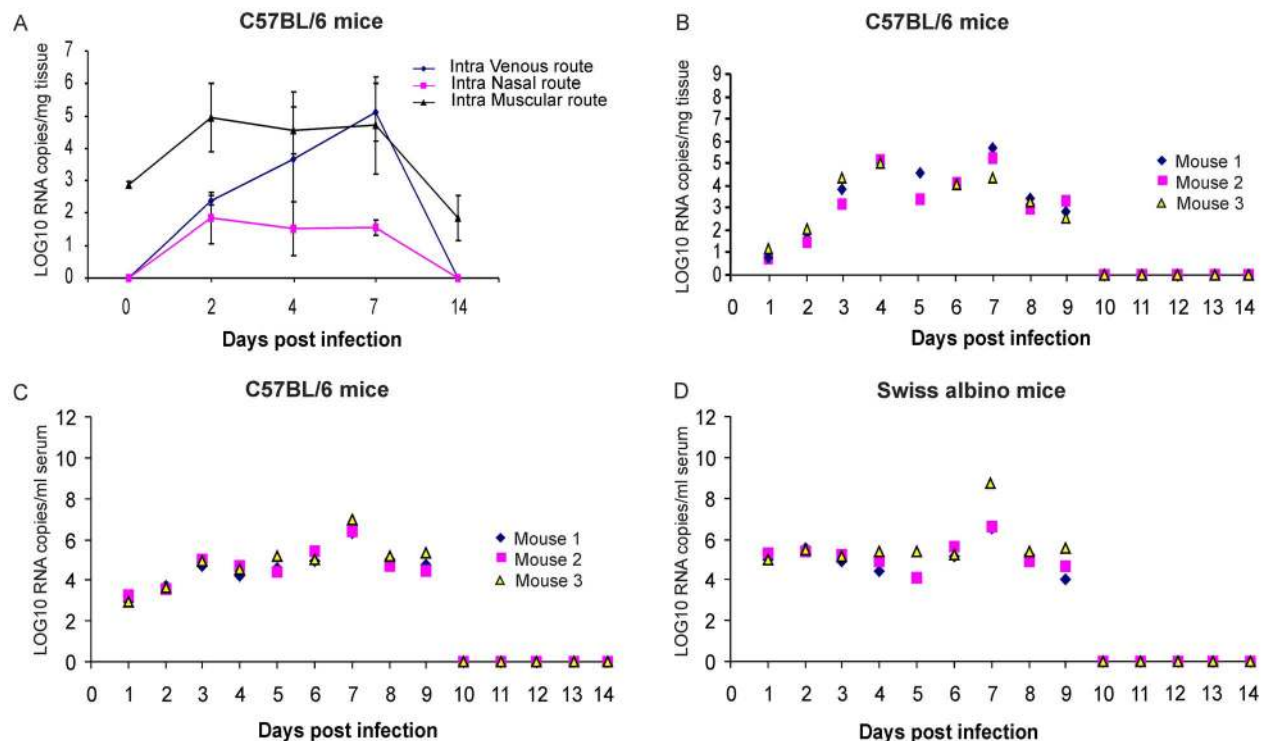 A
C57BL/6 mice
LOG10 RNA copies/mg tissue
7
6
5
4
3
2
1
0
0 2 4 7 14
Days post infection
Intra Venous route
Intra Nasal route
Intra Muscular route
B
C57BL/6 mice
LOG10 RNA copies/mg tissue
9
8
7
6
5
4
3
2
1
0
0 1 2 3 4 5 6 7 8 9 10 11 12 13 14
Days post infection
Mouse 1
Mouse 2
Mouse 3
C
C57BL/6 mice
LOG10 RNA copies/ml serum
12
10
8
6
4
2
0
0 1 2 3 4 5 6 7 8 9 10 11 12 13 14
Days post infection
Mouse 1
Mouse 2
Mouse 3
D
Swiss albino mice
LOG10 RNA copies/ml serum
12
10
8
6
4
2
0
0 1 2 3 4 5 6 7 8 9 10 11 12 13 14
Days post infection